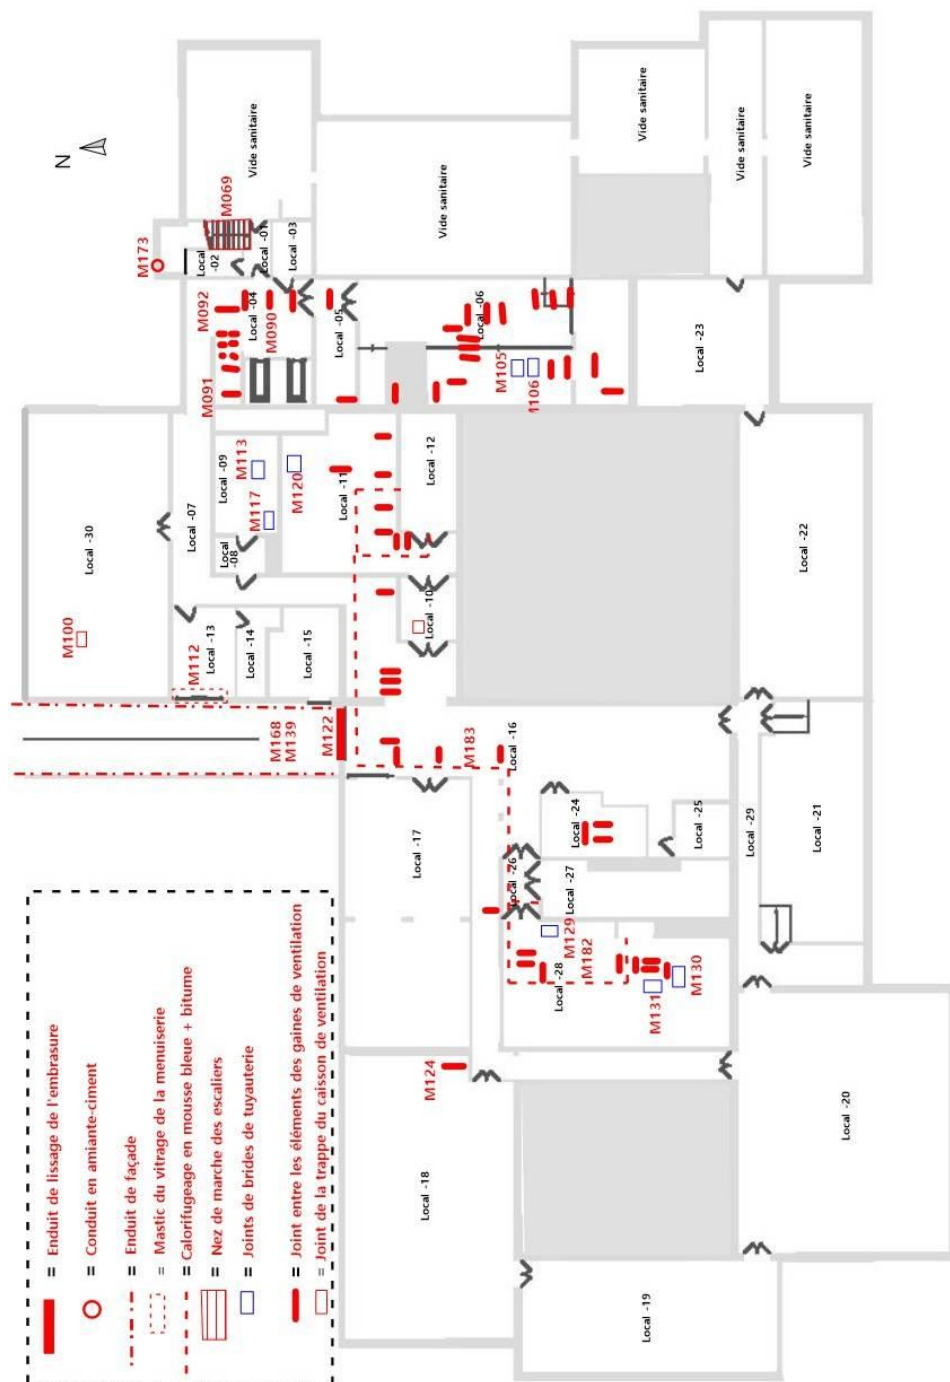 N
M173
M069
Vide sanitaire
Vide sanitaire
Vide sanitaire
Vide sanitaire
Vide sanitaire
Local
-02
Local -01
Local -03
M092
Local -04
M090
M091
Local -05
Local -06
M105
M106
Local -23
Local -30
M100
Local -07
Local -09
M113
M117
M120
Local
-08
Local -11
Local -12
Local -10
M112
Local -13
Local -14
Local -15
M168
M139
M122
M183
Local -16
Local -22
Local -17
Local -24
Local -25
Local -26
Local -27
Local -29
Local -21
M129
M182
Local -28
M131
M130
M124
Local -18
Local -20
Local -19
= Enduit de lissage de l'embrasure
= Conduit en amiante-ciment
= Enduit de façade
= Mastic du vitrage de la menuiserie
= Calorifugeage en mousse bleue + bitume
= Nez de marche des escaliers
= Joints de brides de tuyauterie
= Joint entre les éléments des gaines de ventilation
= Joint de la trappe du caisson de ventilation